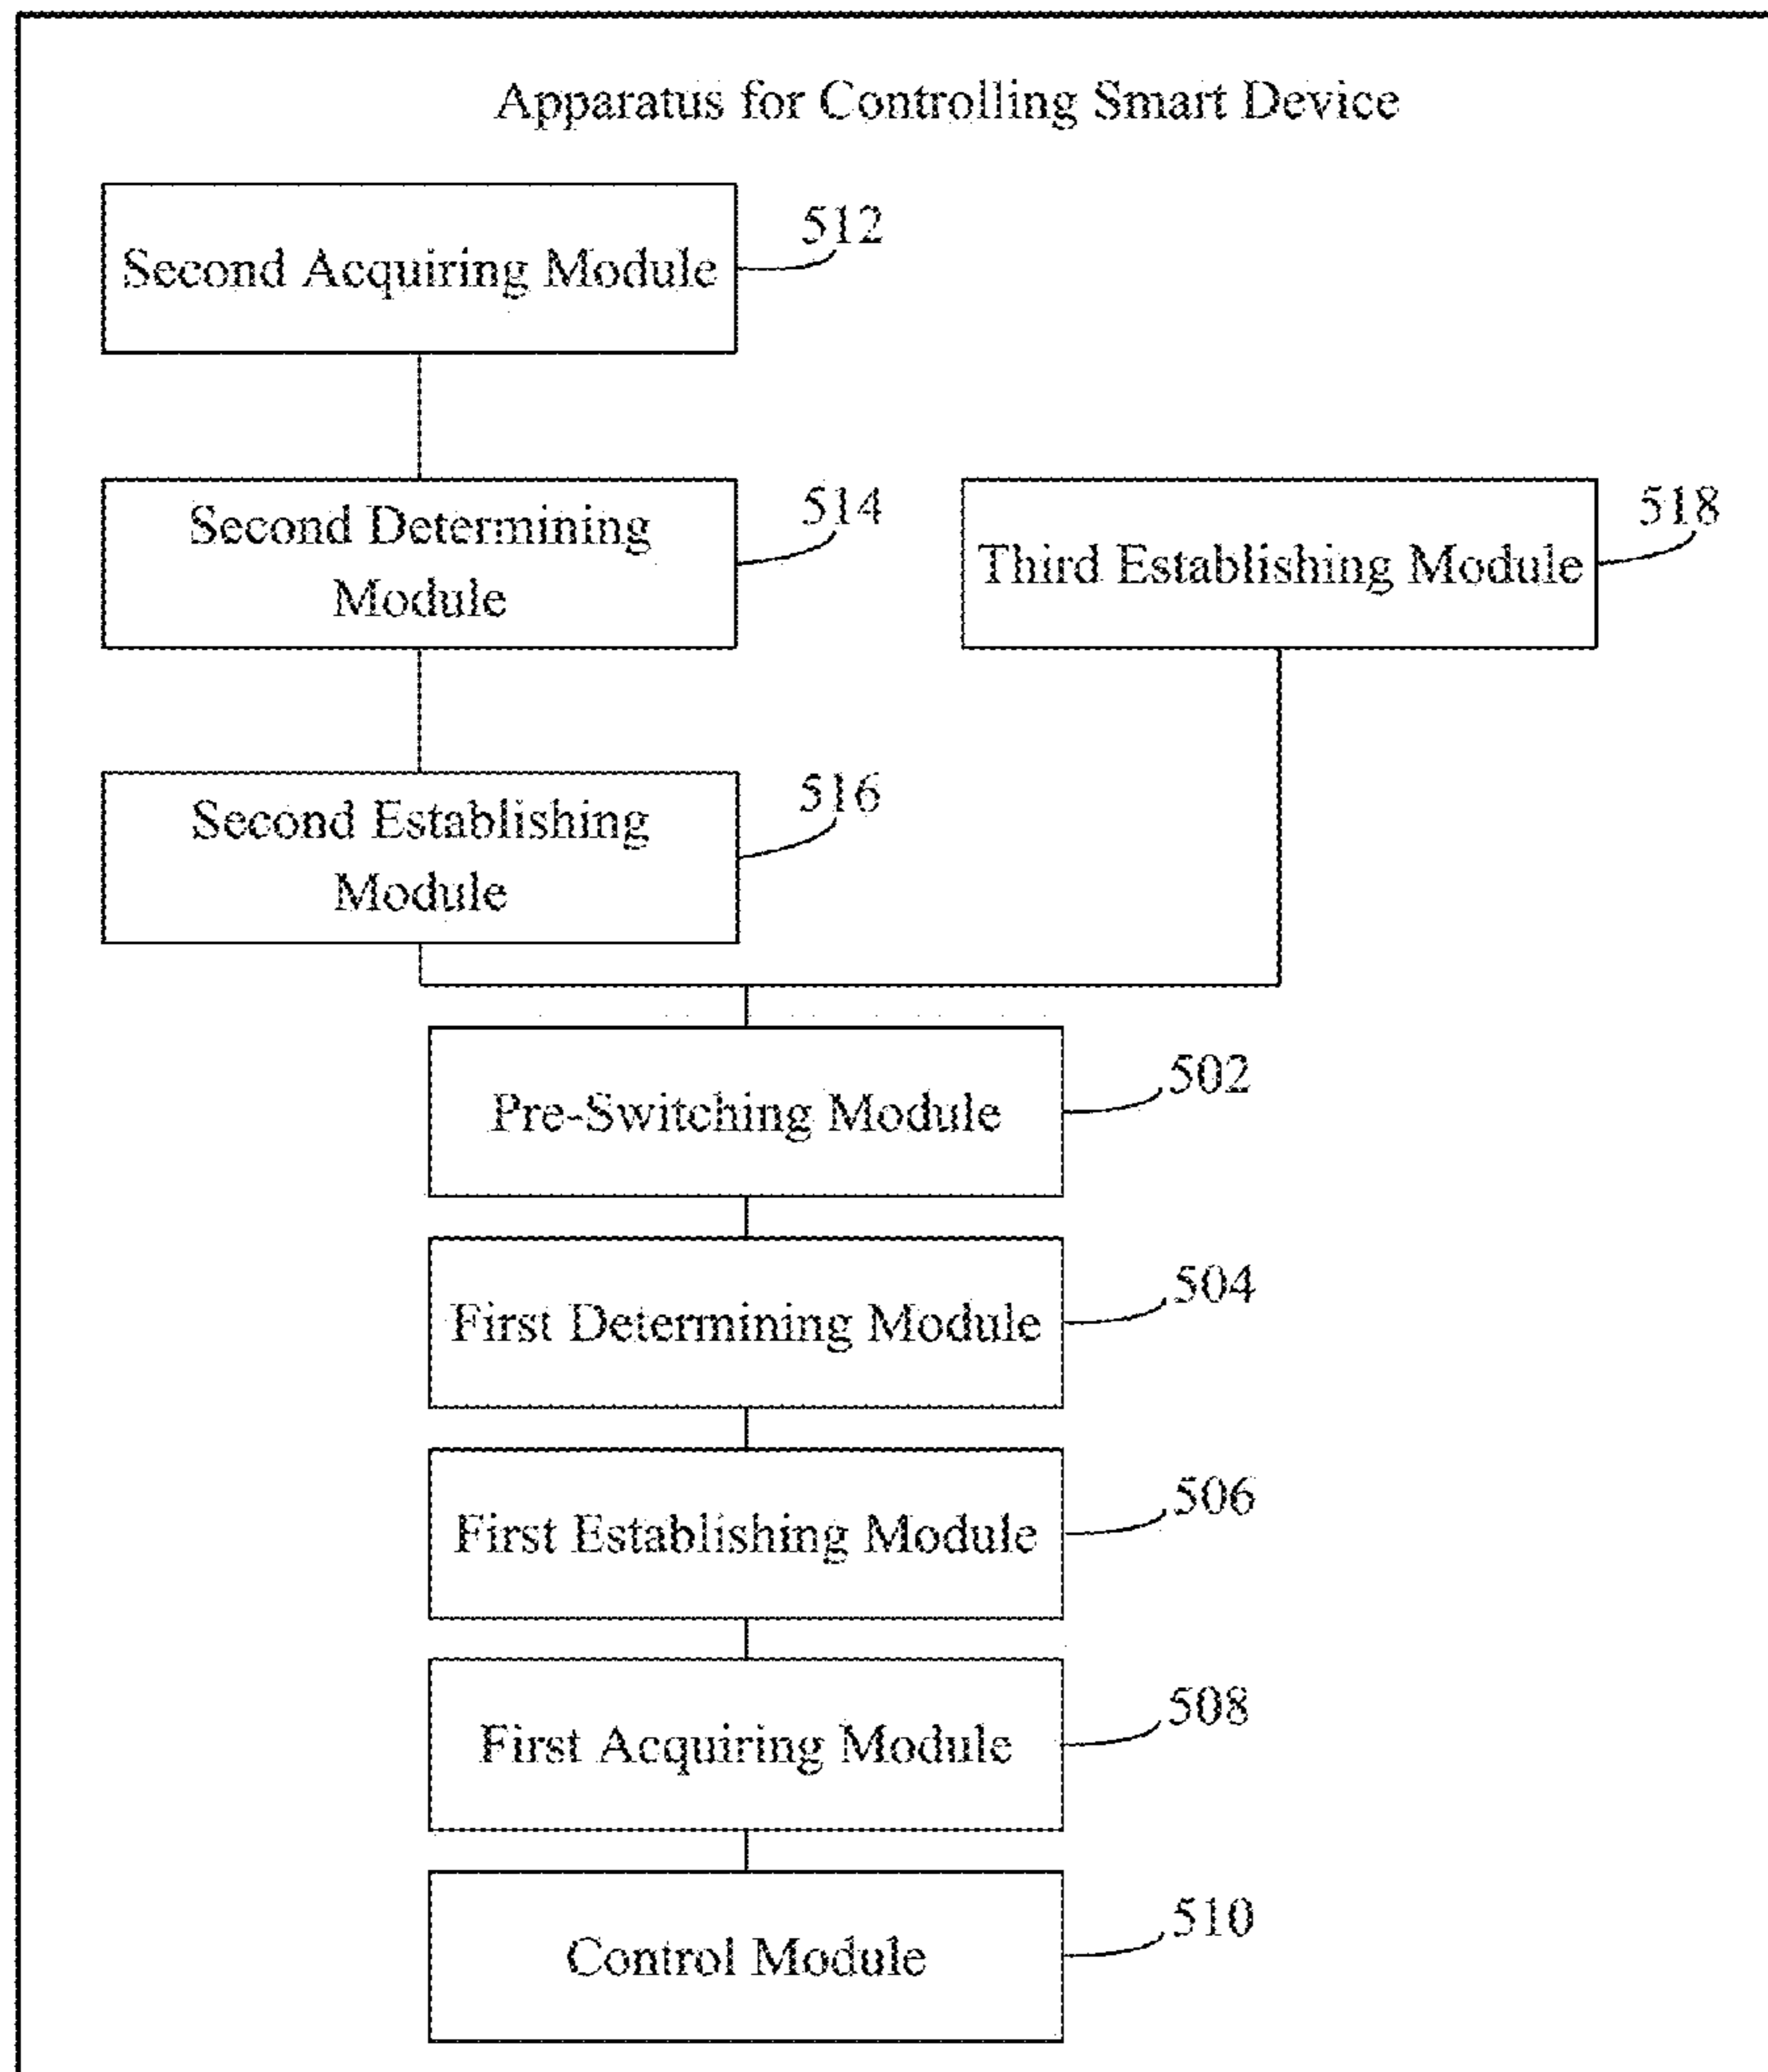 Apparatus for Controlling Smart Device
512
Second Acquiring Module
514
Second Determining
Module
518
Third Establishing Module
516
Second Establishing
Module
502
Pre-Switching Module
504
First Determining Module
506
First Establishing Module
508
First Acquiring Module
510
Control Module